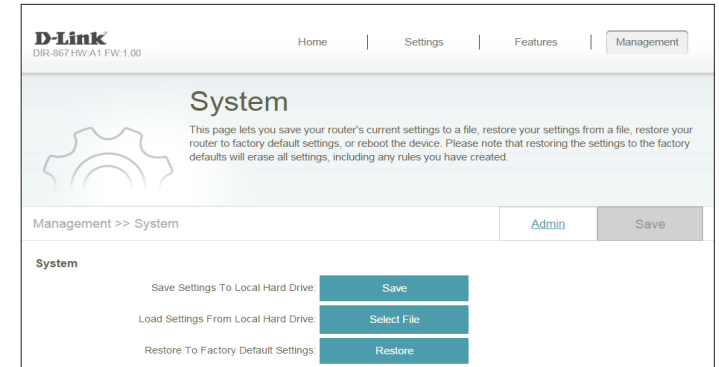 D-Link
DIR-867 HW:A1 FW:1.00
Home | Settings | Features | Management
System
This page lets you save your router's current settings to a file, restore your settings from a file, restore your
router to factory default settings, or reboot the device. Please note that restoring the settings to the factory
defaults will erase all settings, including any rules you have created.
Management >> System
Admin
Save
System
Save Settings To Local Hard Drive: Save
Load Settings From Local Hard Drive: Select File
Restore To Factory Default Settings: Restore